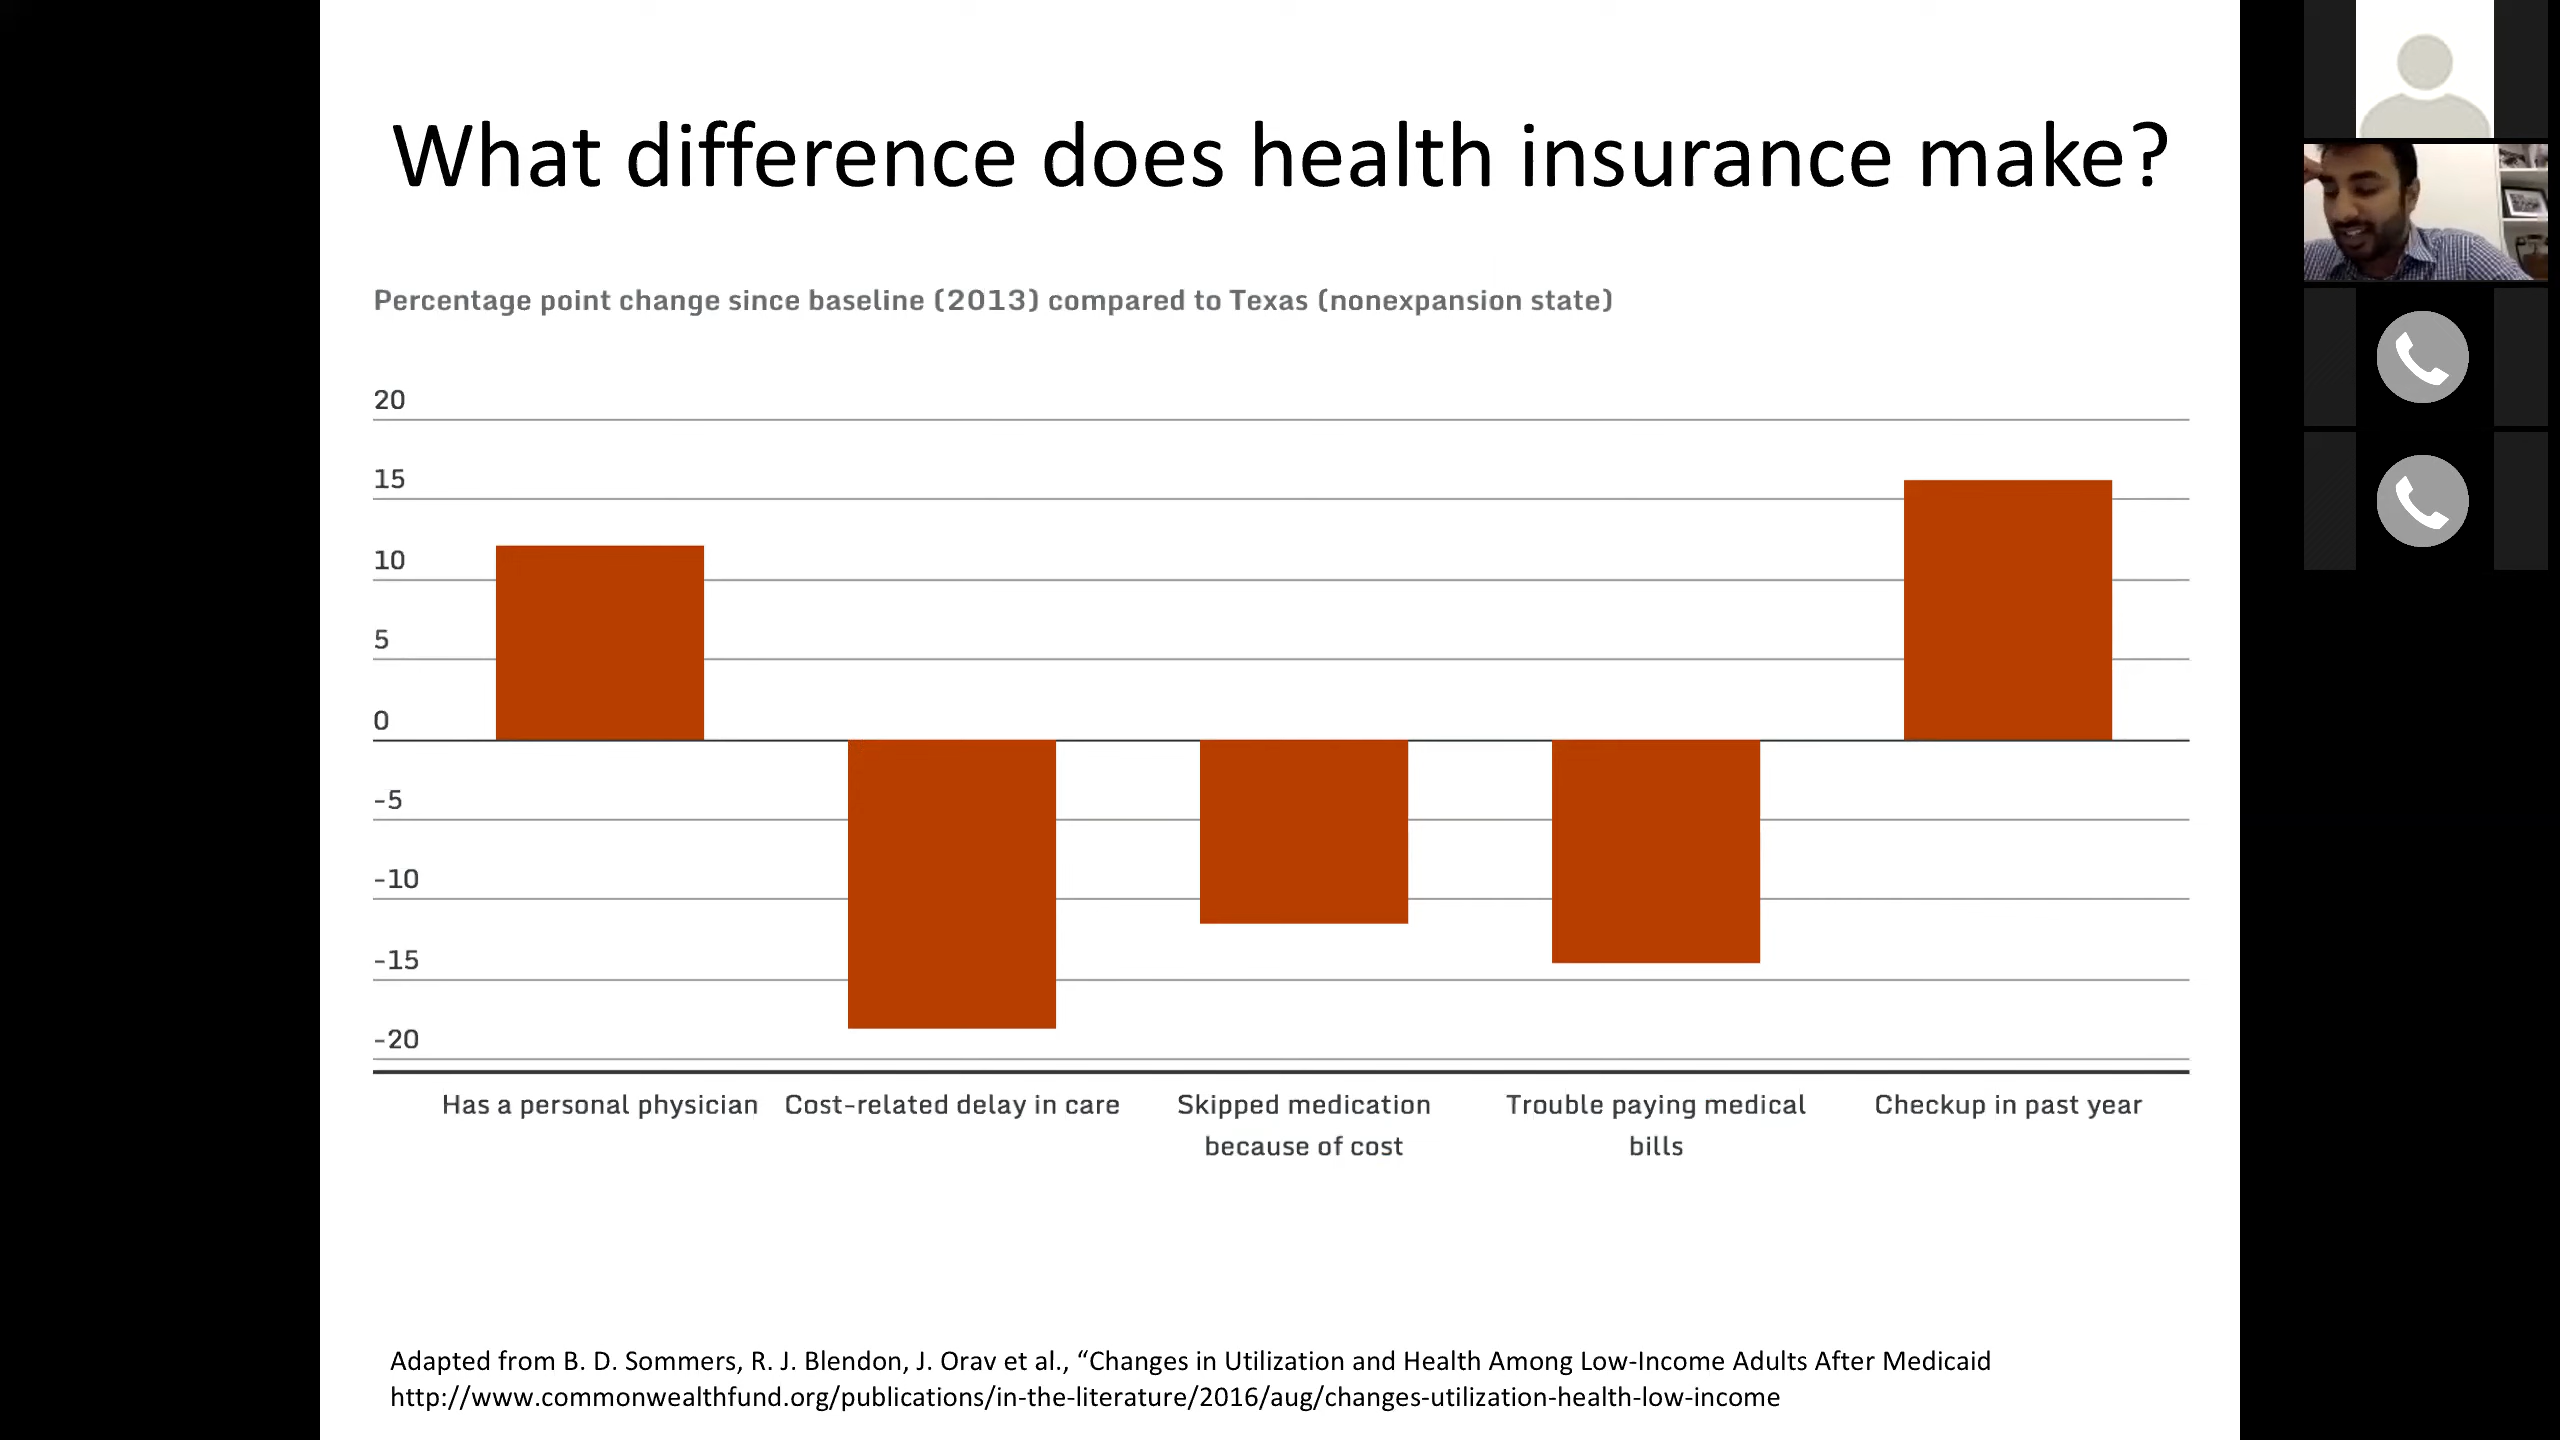 What difference does health insurance make?
Percentage point change since baseline (2013) compared to Texas (nonexpansion state)
20
15
10
5
0
-5
-10
-15
-20
Has a personal physician
Cost-related delay in care
Skipped medication
because of cost
Trouble paying medical
bills
Checkup in past year
Adapted from B. D. Sommers, R. J. Blendon, J. Orav et al., “Changes in Utilization and Health Among Low-Income Adults After Medicaid
http://www.commonwealthfund.org/publications/in-the-literature/2016/aug/changes-utilization-health-low-income